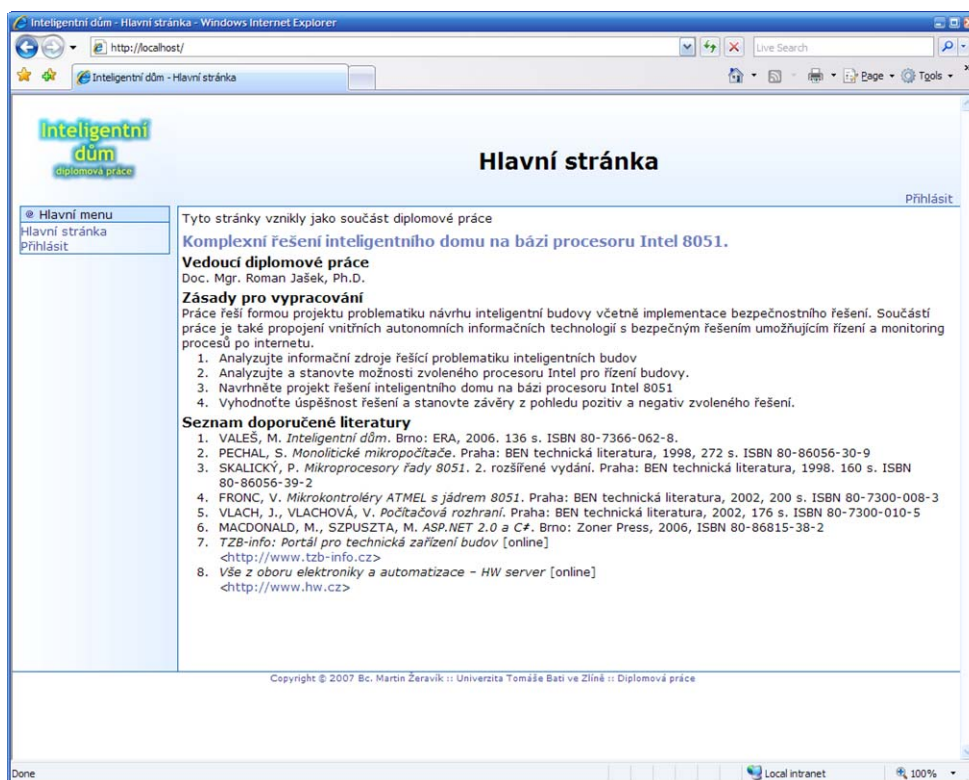 Inteligentní dům - Hlavní stránka - Windows Internet Explorer
http://localhost/
Live Search
Inteligentní dům - Hlavní stránka
Page
Tools
Inteligentní
dům
diplomová práce
Hlavní stránka
Přihlásit
@ Hlavní menu
Hlavní stránka
Přihlásit
Tyto stránky vznikly jako součást diplomové práce
Komplexní řešení inteligentního domu na bázi procesoru Intel 8051.
Vedoucí diplomové práce
Doc. Mgr. Roman Jašek, Ph.D.
Zásady pro vypracování
Práce řeší formou projektu problematiku návrhu inteligentní budovy včetně implementace bezpečnostního řešení. Součástí
práce je také propojení vnitřních autonomních informačních technologií s bezpečným řešením umožňujícím řízení a monitoring
procesů po internetu.
1. Analyzujte informační zdroje řešící problematiku inteligentních budov
2. Analyzujte a stanovte možnosti zvoleného procesoru Intel pro řízení budovy.
3. Navrhněte projekt řešení inteligentního domu na bázi procesoru Intel 8051
4. Vyhodnoťte úspěšnost řešení a stanovte závěry z pohledu pozitiv a negativ zvoleného řešení.
Seznam doporučené literatury
1. VALEŠ, M. Inteligentní dům. Brno: ERA, 2006. 136 s. ISBN 80-7366-062-8.
2. PECHAL, S. Monolitické mikropočítače. Praha: BEN technická literatura, 1998, 272 s. ISBN 80-86056-30-9
3. SKALICKÝ, P. Mikroprocesory řady 8051. 2. rozšířené vydání. Praha: BEN technická literatura, 1998. 160 s. ISBN
80-86056-39-2
4. FRONC, V. Mikrokontroléry ATMEL s jádrem 8051. Praha: BEN technická literatura, 2002, 200 s. ISBN 80-7300-008-3
5. VLACH, J., VLACHOVÁ, V. Počítačová rozhraní. Praha: BEN technická literatura, 2002, 176 s. ISBN 80-7300-010-5
6. MACDONALD, M., SZPUSZTA, M. ASP.NET 2.0 a C#. Brno: Zoner Press, 2006, ISBN 80-86815-38-2
7. TZB-info: Portál pro technická zařízení budov [online]
<http://www.tzb-info.cz>
8. Vše z oboru elektroniky a automatizace – HW server [online]
<http://www.hw.cz>
Copyright © 2007 Bc. Martin Žeravík :: Univerzita Tomáše Bati ve Zlíně :: Diplomová práce
Done
Local intranet
100%